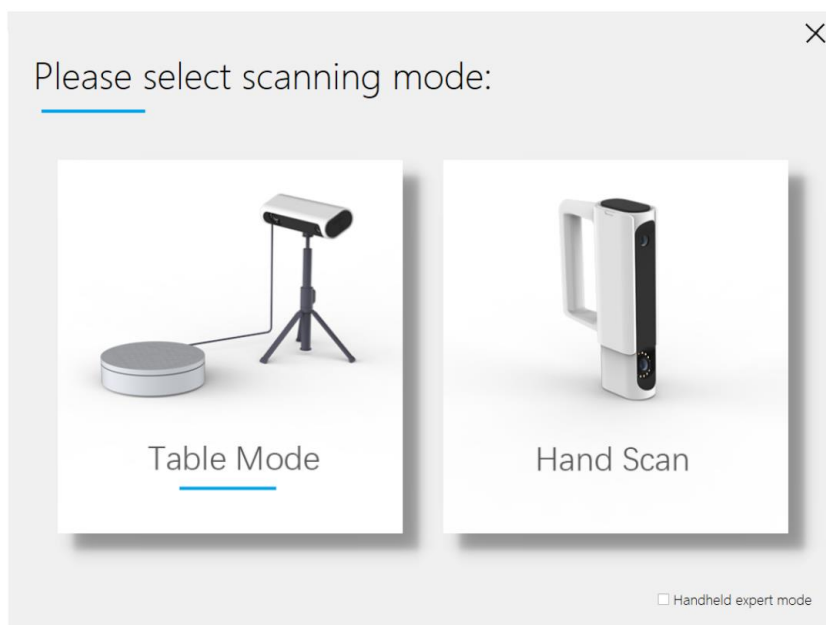 Please select scanning mode:
Table Mode
Hand Scan
Handheld expert mode